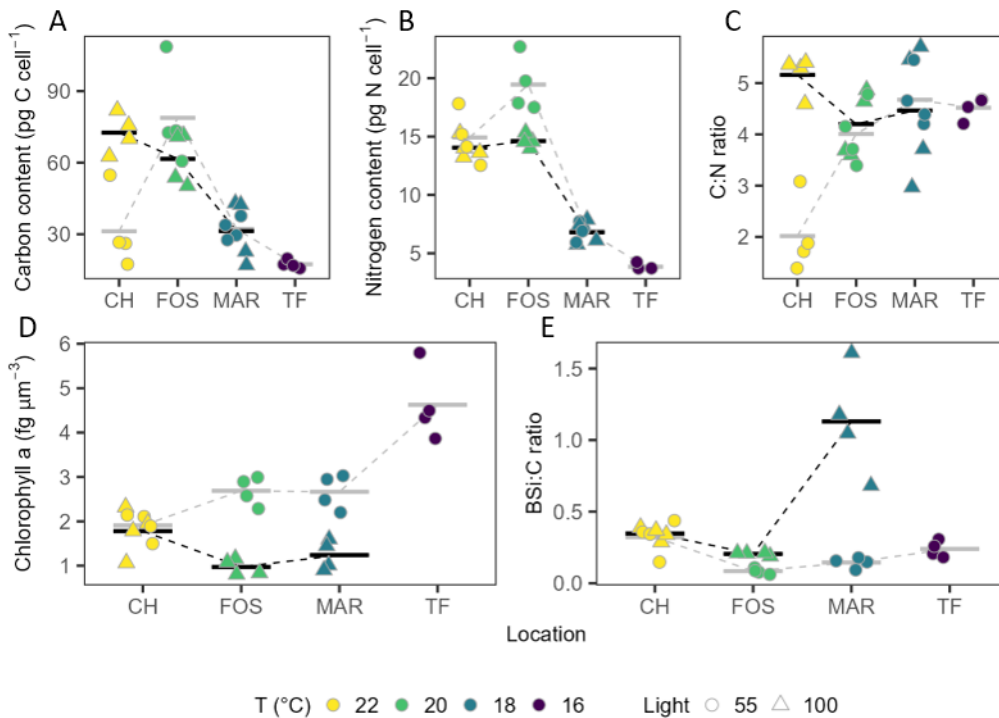 A
Carbon content (pg C cell⁻¹)
90
60
30
CH FOS MAR TF
B
Nitrogen content (pg N cell⁻¹)
20
15
10
5
CH FOS MAR TF
C
C:N ratio
5
4
3
2
CH FOS MAR TF
D
Chlorophyll a (fg µm⁻³)
6
5
4
3
2
1
CH FOS MAR TF
E
BSi:C ratio
1.5
1.0
0.5
0.0
CH FOS MAR TF
Location
T (°C) 22 20 18 16 Light 55 100